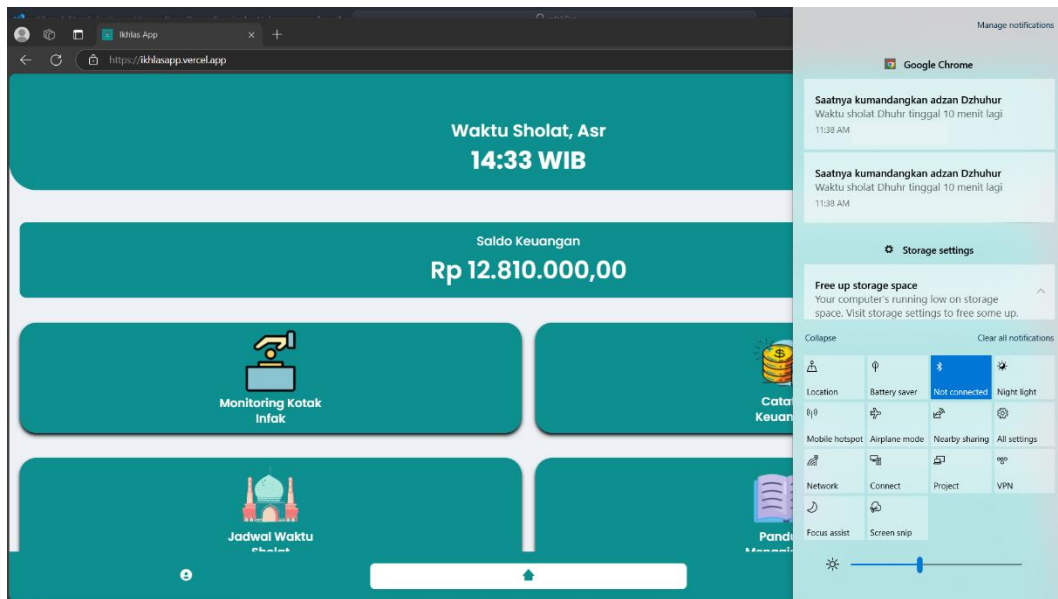 Ikhlas App
https://ikhlasapp.vercel.app
Waktu Sholat, Asr
14:33 WIB
Saldo Keuangan
Rp 12.810.000,00
Monitoring Kotak
Infak
Jadwal Waktu
Sholat
Manage notifications
Google Chrome
Saatnya kumandangkan adzan Dzhuhur
Waktu sholat Dhuhr tinggal 10 menit lagi
11:38 AM
Saatnya kumandangkan adzan Dzhuhur
Waktu sholat Dhuhr tinggal 10 menit lagi
11:38 AM
Storage settings
Free up storage space
Your computer's running low on storage
space. Visit storage settings to free some up.
Collapse
Clear all notifications
Location
Battery saver
Not connected
Night light
Mobile hotspot
Airplane mode
Nearby sharing
All settings
Network
Connect
Project
VPN
Focus assist
Screen snip